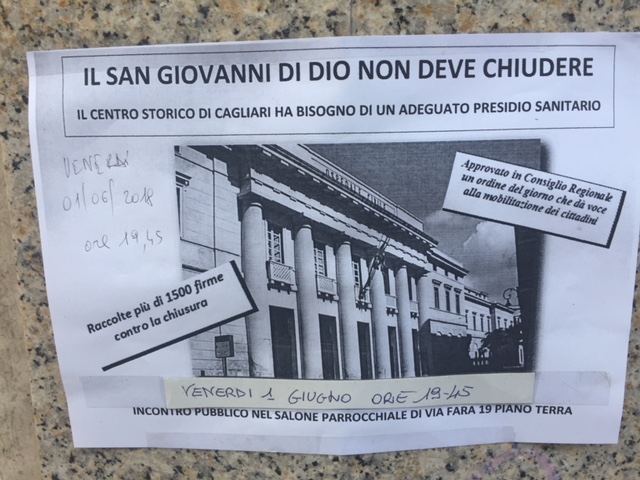 IL SAN GIOVANNI DI DIO NON DEVE CHIUDERE
IL CENTRO STORICO DI CAGLIARI HA BISOGNO DI UN ADEGUATO PRESIDIO SANITARIO
VENERDÌ
01/06/2018
ore 19,45
Approvato in Consiglio Regionale
un ordine del giorno che dà voce
alla mobilitazione dei cittadini
OSPEDALE CIVILE
Raccolte più di 1500 firme
contro la chiusura
VENERDI 1 GIUGNO ORE 19-45
INCONTRO PUBBLICO NEL SALONE PARROCCHIALE DI VIA FARA 19 PIANO TERRA